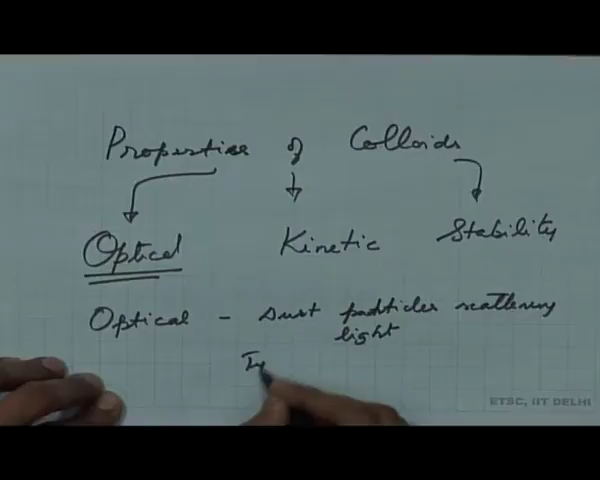 Properties of Colloids
Optical Kinetic Stability
Optical - Dust particles scattering
light
ETSC, IIT DELHI